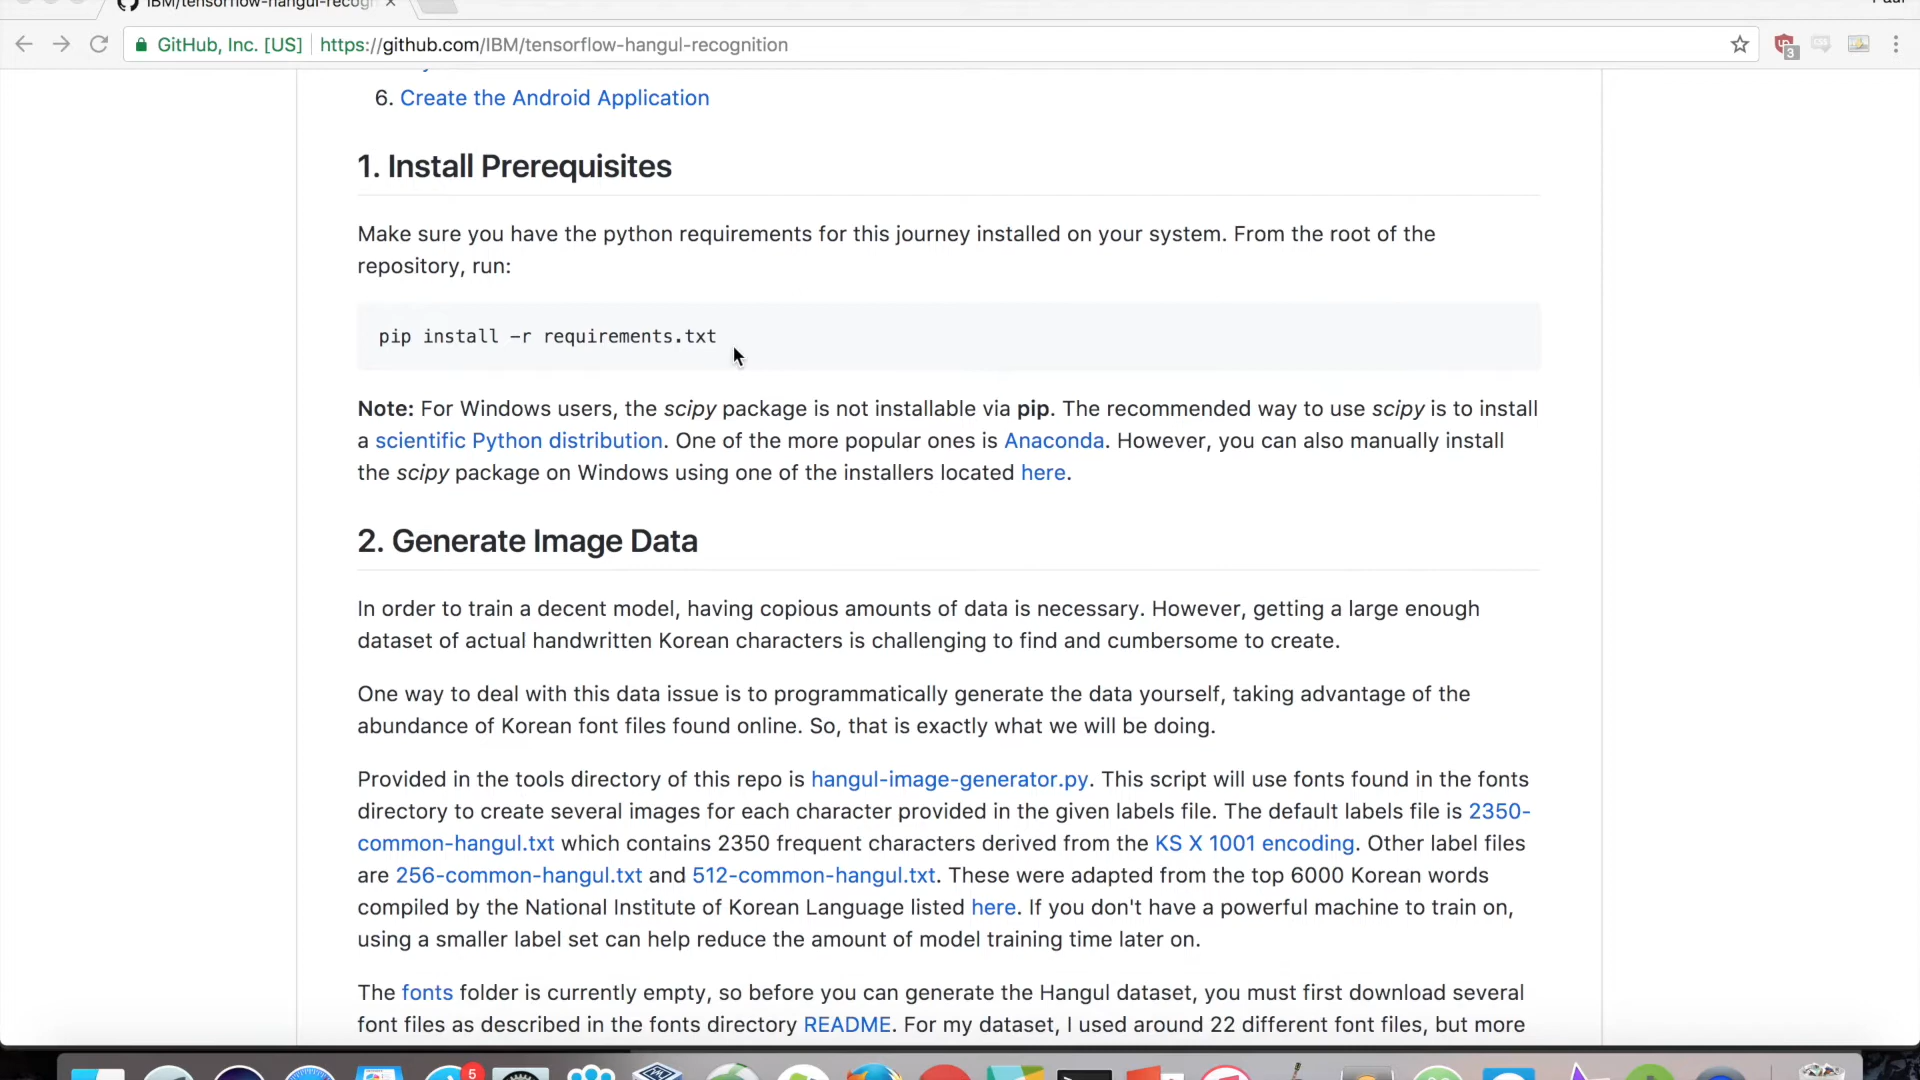 IBM/tensorflow-hangul-recogn
GitHub, Inc. [US] https://github.com/IBM/tensorflow-hangul-recognition
3
6. Create the Android Application
1. Install Prerequisites
Make sure you have the python requirements for this journey installed on your system. From the root of the
repository, run:
pip install -r requirements.txt
Note: For Windows users, the scipy package is not installable via pip. The recommended way to use scipy is to install
a scientific Python distribution. One of the more popular ones is Anaconda. However, you can also manually install
the scipy package on Windows using one of the installers located here.
2. Generate Image Data
In order to train a decent model, having copious amounts of data is necessary. However, getting a large enough
dataset of actual handwritten Korean characters is challenging to find and cumbersome to create.
One way to deal with this data issue is to programmatically generate the data yourself, taking advantage of the
abundance of Korean font files found online. So, that is exactly what we will be doing.
Provided in the tools directory of this repo is hangul-image-generator.py. This script will use fonts found in the fonts
directory to create several images for each character provided in the given labels file. The default labels file is 2350-
common-hangul.txt which contains 2350 frequent characters derived from the KS X 1001 encoding. Other label files
are 256-common-hangul.txt and 512-common-hangul.txt. These were adapted from the top 6000 Korean words
compiled by the National Institute of Korean Language listed here. If you don't have a powerful machine to train on,
using a smaller label set can help reduce the amount of model training time later on.
The fonts folder is currently empty, so before you can generate the Hangul dataset, you must first download several
font files as described in the fonts directory README. For my dataset, I used around 22 different font files, but more
5